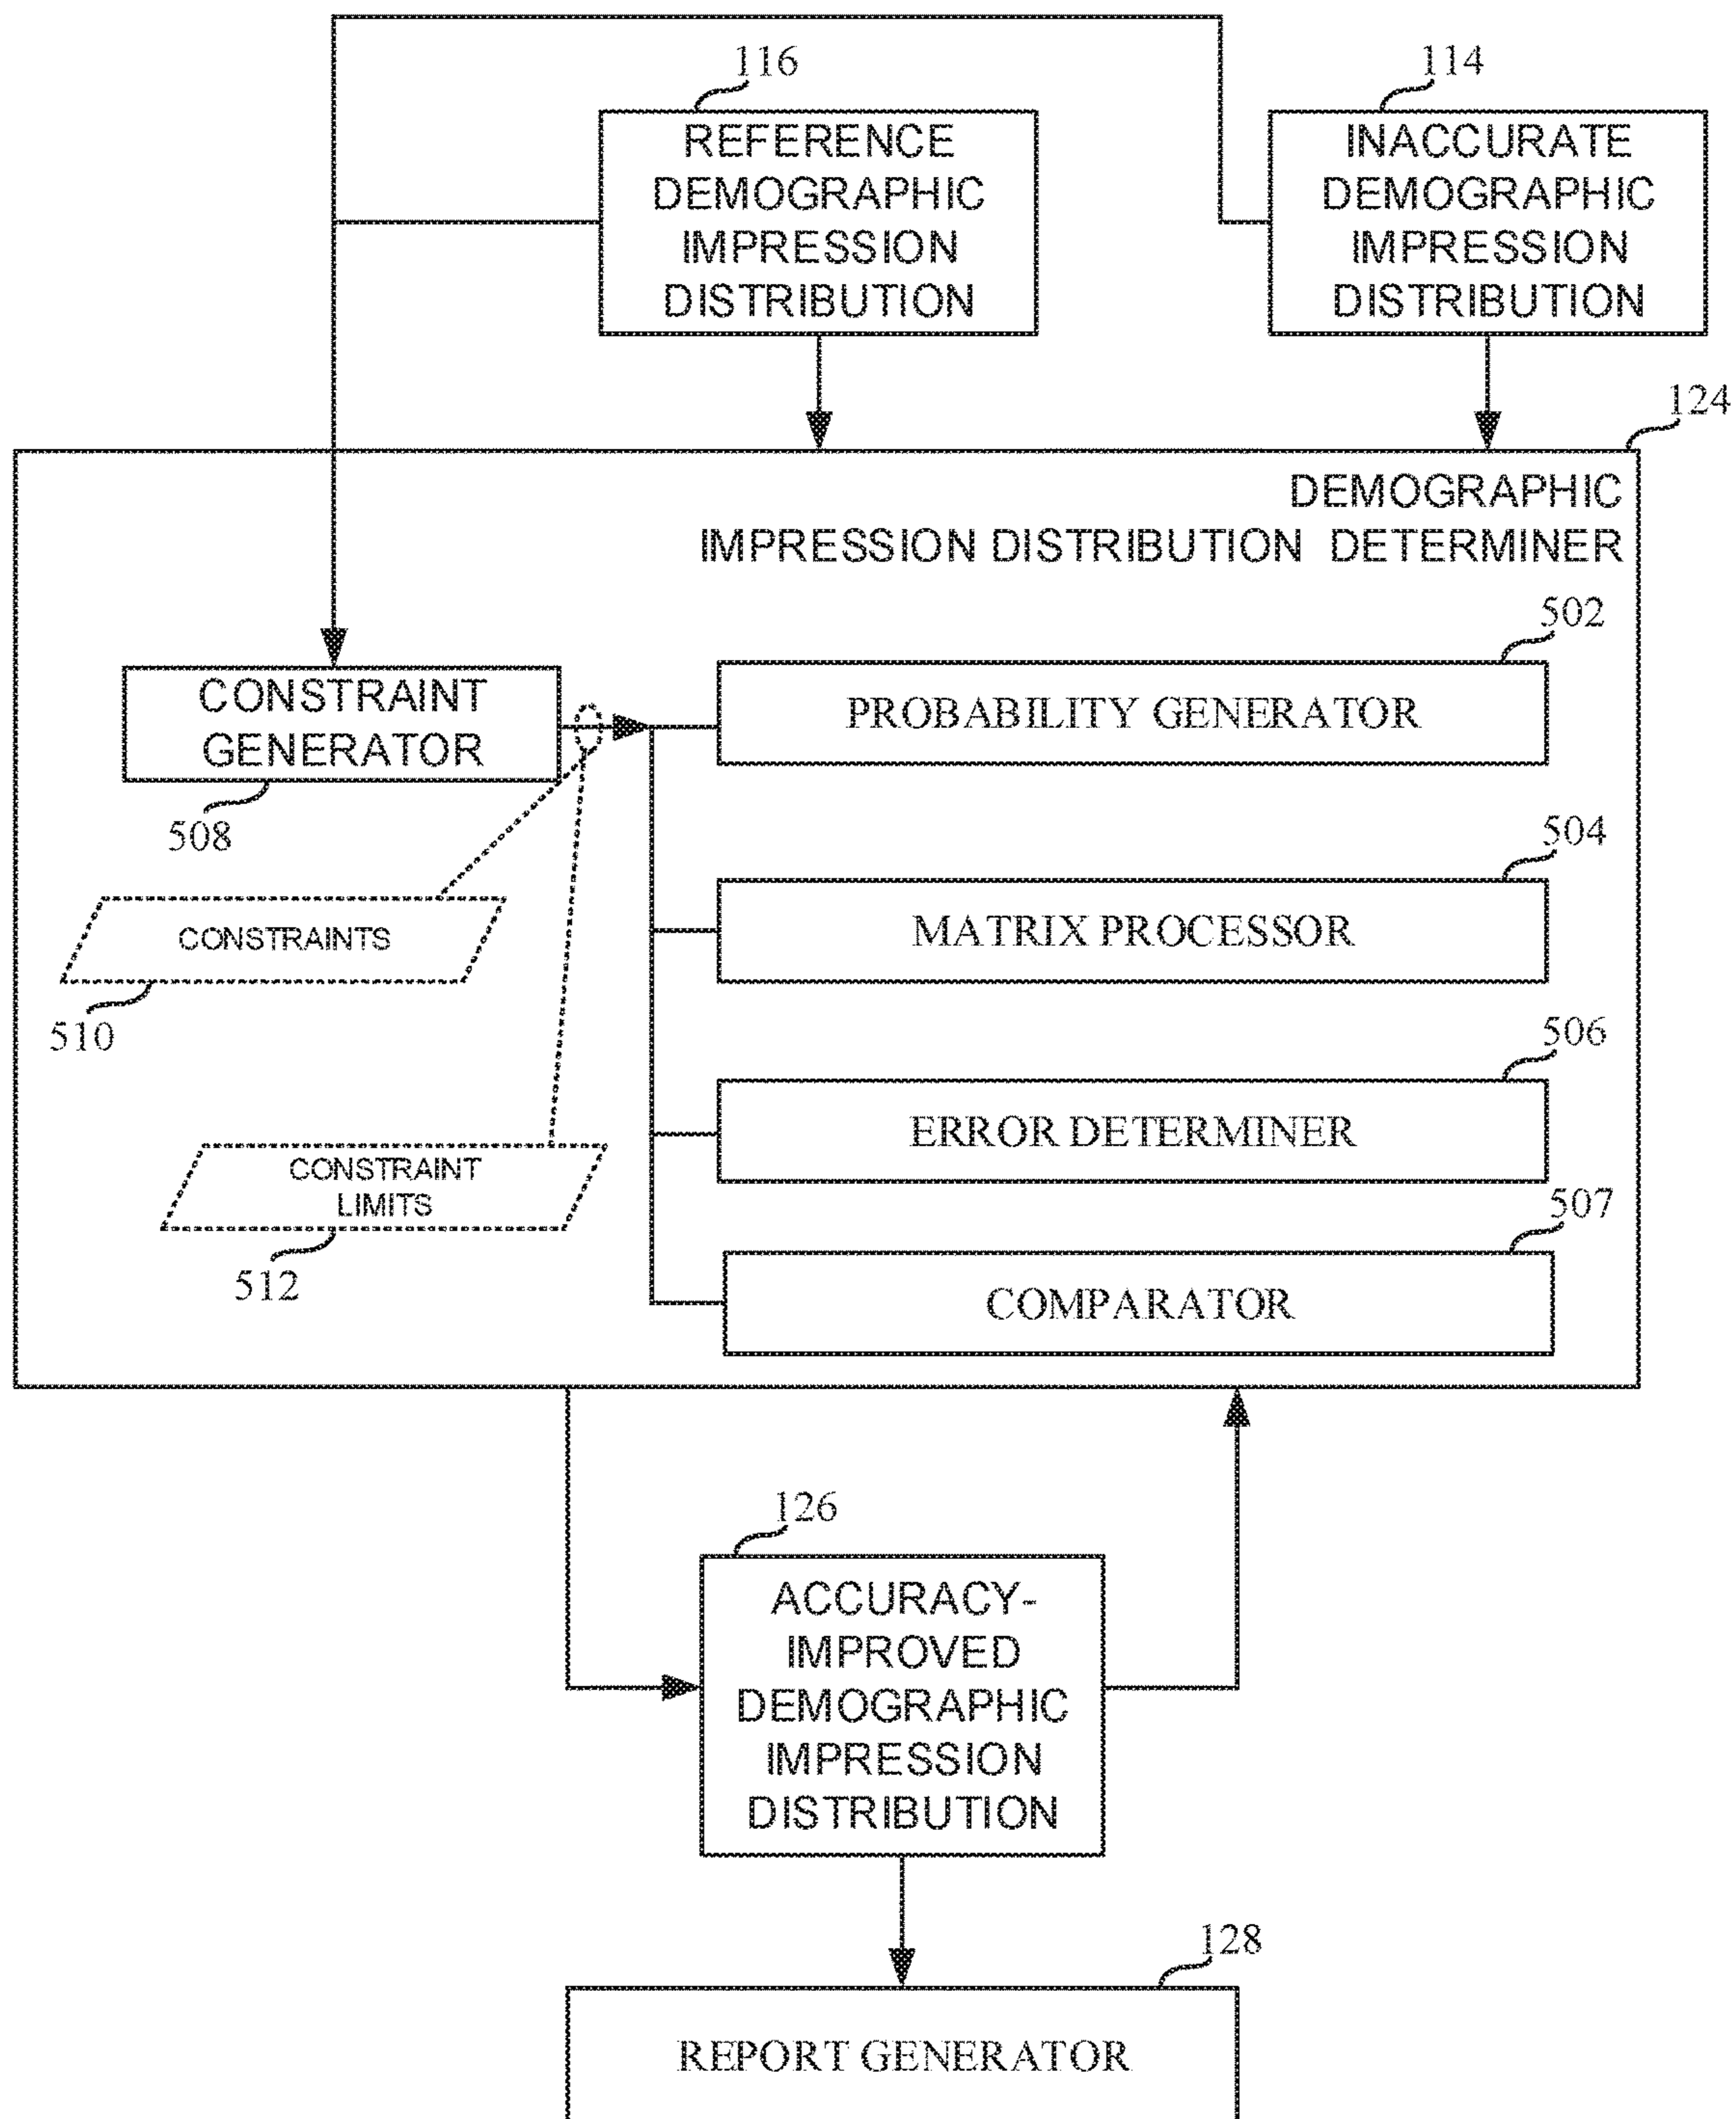 116
114
REFERENCE
DEMOGRAPHIC
IMPRESSION
DISTRIBUTION
INACCURATE
DEMOGRAPHIC
IMPRESSION
DISTRIBUTION
124
DEMOGRAPHIC
IMPRESSION DISTRIBUTION DETERMINER
502
CONSTRAINT
GENERATOR
PROBABILITY GENERATOR
508
504
CONSTRAINTS
MATRIX PROCESSOR
510
506
ERROR DETERMINER
CONSTRAINT
LIMITS
507
512
COMPARATOR
126
ACCURACY-
IMPROVED
DEMOGRAPHIC
IMPRESSION
DISTRIBUTION
128
REPORT GENERATOR